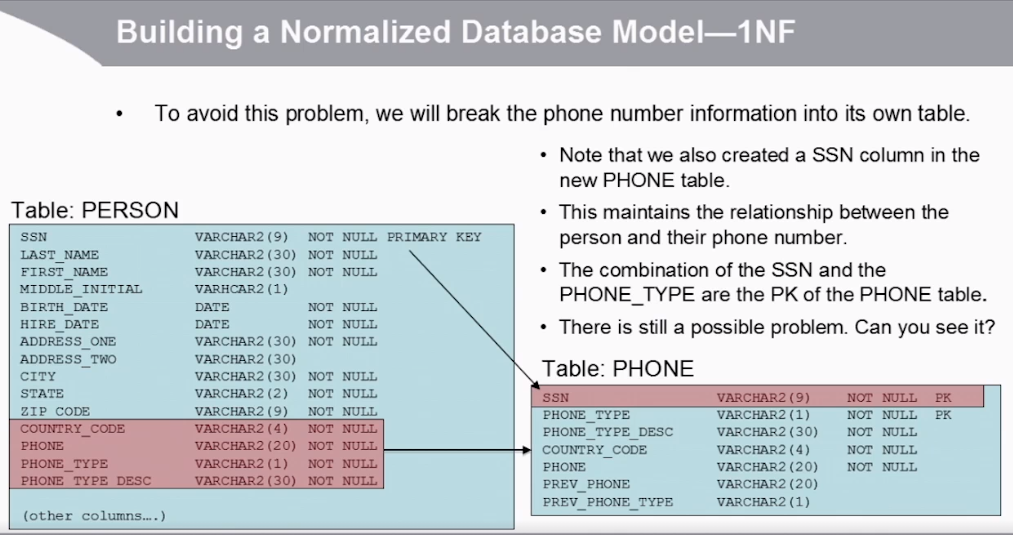 Building a Normalized Database Model—1NF
• To avoid this problem, we will break the phone number information into its own table.
• Note that we also created a SSN column in the
new PHONE table.
• This maintains the relationship between the
person and their phone number.
• The combination of the SSN and the
PHONE_TYPE are the PK of the PHONE table.
• There is still a possible problem. Can you see it?
Table: PERSON
SSN VARCHAR2(9) NOT NULL PRIMARY KEY
LAST_NAME VARCHAR2(30) NOT NULL
FIRST_NAME VARCHAR2(30) NOT NULL
MIDDLE_INITIAL VARHCAR2(1)
BIRTH_DATE DATE NOT NULL
HIRE_DATE DATE NOT NULL
ADDRESS_ONE VARCHAR2(30) NOT NULL
ADDRESS_TWO VARCHAR2(30)
CITY VARCHAR2(30) NOT NULL
STATE VARCHAR2(2) NOT NULL
ZIP_CODE VARCHAR2(9) NOT NULL
COUNTRY_CODE VARCHAR2(4) NOT NULL
PHONE VARCHAR2(20) NOT NULL
PHONE_TYPE VARCHAR2(1) NOT NULL
PHONE_TYPE_DESC VARCHAR2(30) NOT NULL
(other columns….)
Table: PHONE
SSN VARCHAR2(9) NOT NULL PK
PHONE_TYPE VARCHAR2(1) NOT NULL PK
PHONE_TYPE_DESC VARCHAR2(30) NOT NULL
COUNTRY_CODE VARCHAR2(4) NOT NULL
PHONE VARCHAR2(20) NOT NULL
PREV_PHONE VARCHAR2(20)
PREV_PHONE_TYPE VARCHAR2(1)